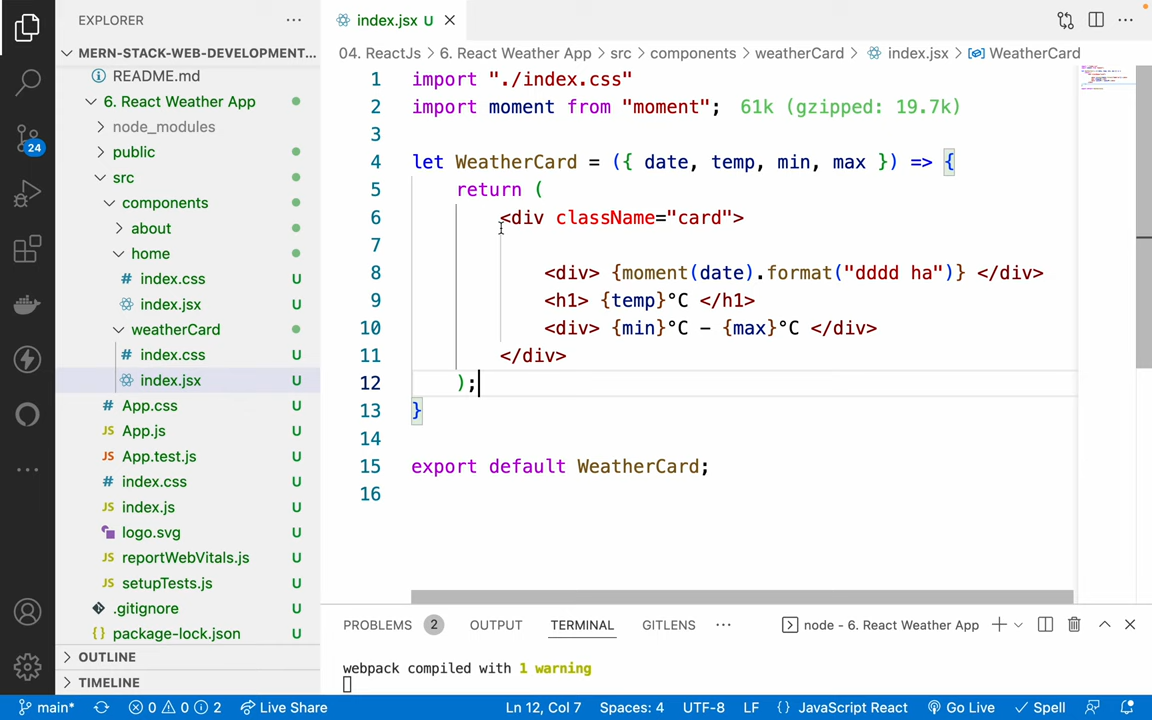 EXPLORER
index.jsx U
MERN-STACK-WEB-DEVELOPMENT...
04. ReactJs > 6. React Weather App > src > components > weatherCard > index.jsx > WeatherCard
README.md
6. React Weather App
node_modules
public
src
components
about
home
# index.css U
index.jsx U
weatherCard
# index.css U
index.jsx U
# App.css U
JS App.js U
JS App.test.js U
# index.css U
JS index.js U
logo.svg U
JS reportWebVitals.js U
JS setupTests.js U
.gitignore U
{} package-lock.json U
OUTLINE
TIMELINE
24
1 import "./index.css"
2 import moment from "moment"; 61k (gzipped: 19.7k)
3
4 let WeatherCard = ({ date, temp, min, max }) => {
5 return (
6 <div className="card">
7
8 <div> {moment(date).format("dddd ha")} </div>
9 <h1> {temp}°C </h1>
10 <div> {min}°C – {max}°C </div>
11 </div>
12 );
13 }
14
15 export default WeatherCard;
16
PROBLEMS 2 OUTPUT TERMINAL GITLENS ··· node - 6. React Weather App
webpack compiled with 1 warning
main* 0 0 2 Live Share Ln 12, Col 7 Spaces: 4 UTF-8 LF {} JavaScript React Go Live Spell